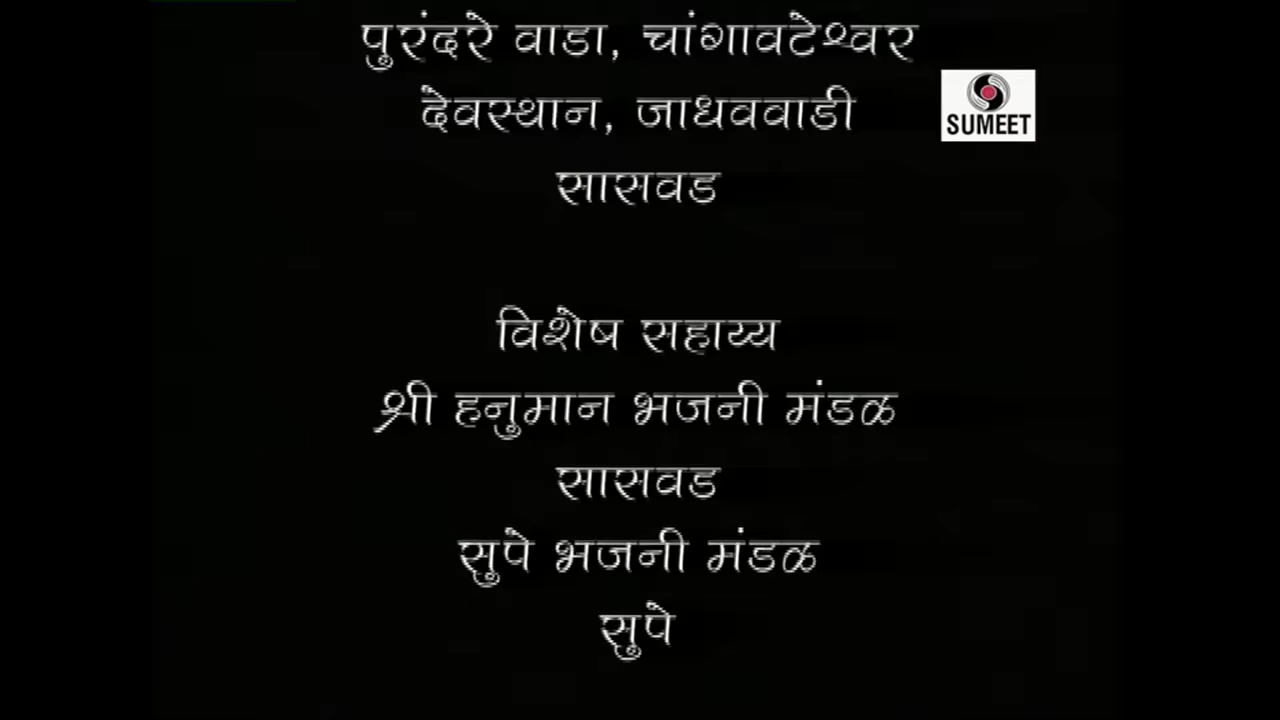 पुरंदरे वाडा, चांगावटेश्वर
देवस्थान, जाधववाडी
SUMEET
सासवड
विशेष सहाय्य
श्री हनुमान भजनी मंडळ
सासवड
सुपे भजनी मंडळ
सुपे